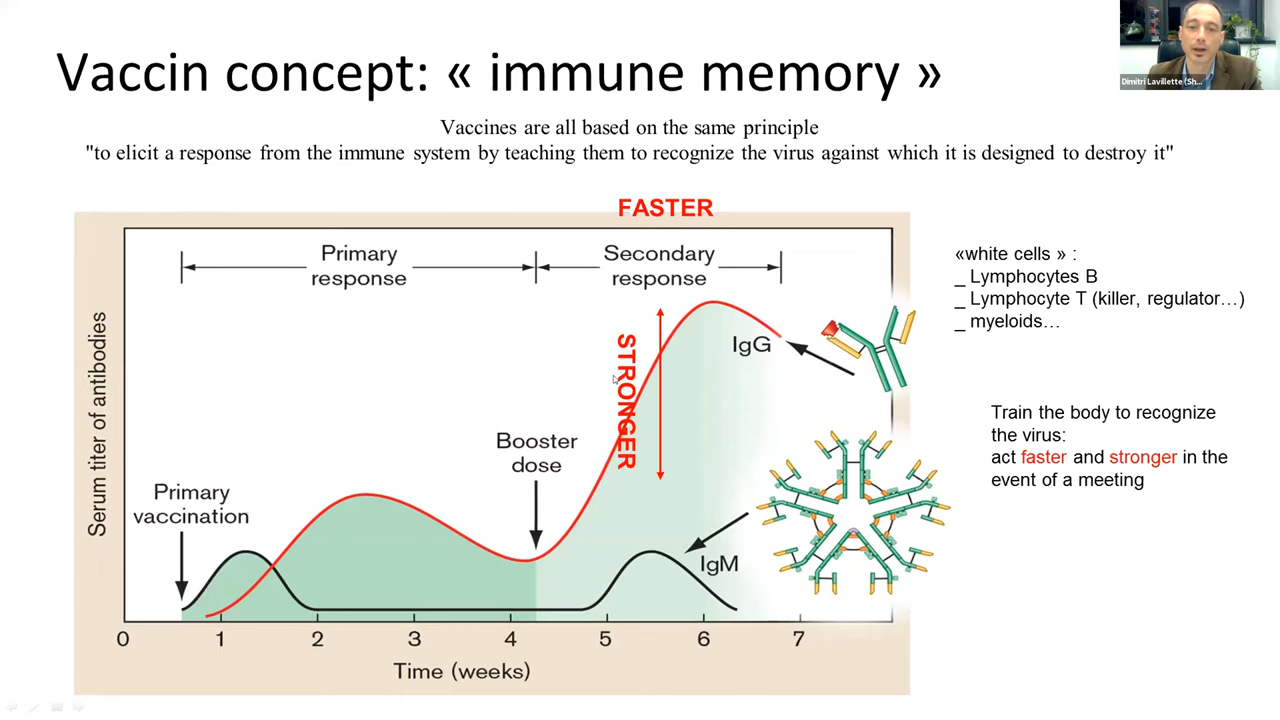 Vaccin concept: « immune memory »
Dimitri Lavillette (Sh...
Vaccines are all based on the same principle
"to elicit a response from the immune system by teaching them to recognize the virus against which it is designed to destroy it"
FASTER
Primary
response
Secondary
response
«white cells» :
_ Lymphocytes B
_ Lymphocyte T (killer, regulator…)
_ myeloids…
STRONGER
IgG
Serum titer of antibodies
Booster
dose
Primary
vaccination
IgM
Train the body to recognize
the virus:
act faster and stronger in the
event of a meeting
0 1 2 3 4 5 6 7
Time (weeks)